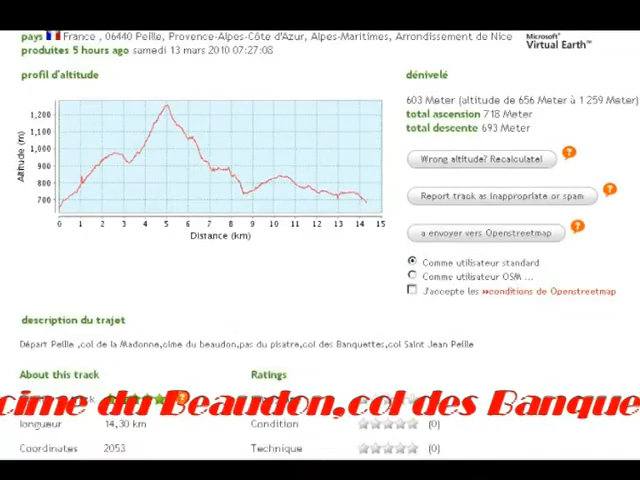 pays France , 06440 Peille, Provence-Alpes-Côte d'Azur, Alpes-Maritimes, Arrondissement de Nice
produites 5 hours ago samedi 13 mars 2010 07:27:08
Microsoft®
Virtual Earth™
profil d'altitude
dénivelé
Altitude (m)
1,200
1,100
1,000
900
800
700
0 1 2 3 4 5 6 7 8 9 10 11 12 13 14 15
Distance (km)
603 Meter (altitude de 656 Meter à 1 259 Meter)
total ascension 718 Meter
total descente 693 Meter
Wrong altitude? Recalculate! ?
Report track as inappropriate or spam ?
a envoyer vers Openstreetmap ?
Comme utilisateur standard
Comme utilisateur OSM ...
J'accepte les »conditions de Openstreetmap
description du trajet
Départ Peille ,col de la Madonne,cime du beaudon,pas du pisatre,col des Banquettes,col Saint Jean Peille
About this track
Ratings
cime du Beaudon,col des Banque
longueur 14,30 km
Condition (0)
Coordinates 2053
Technique (0)